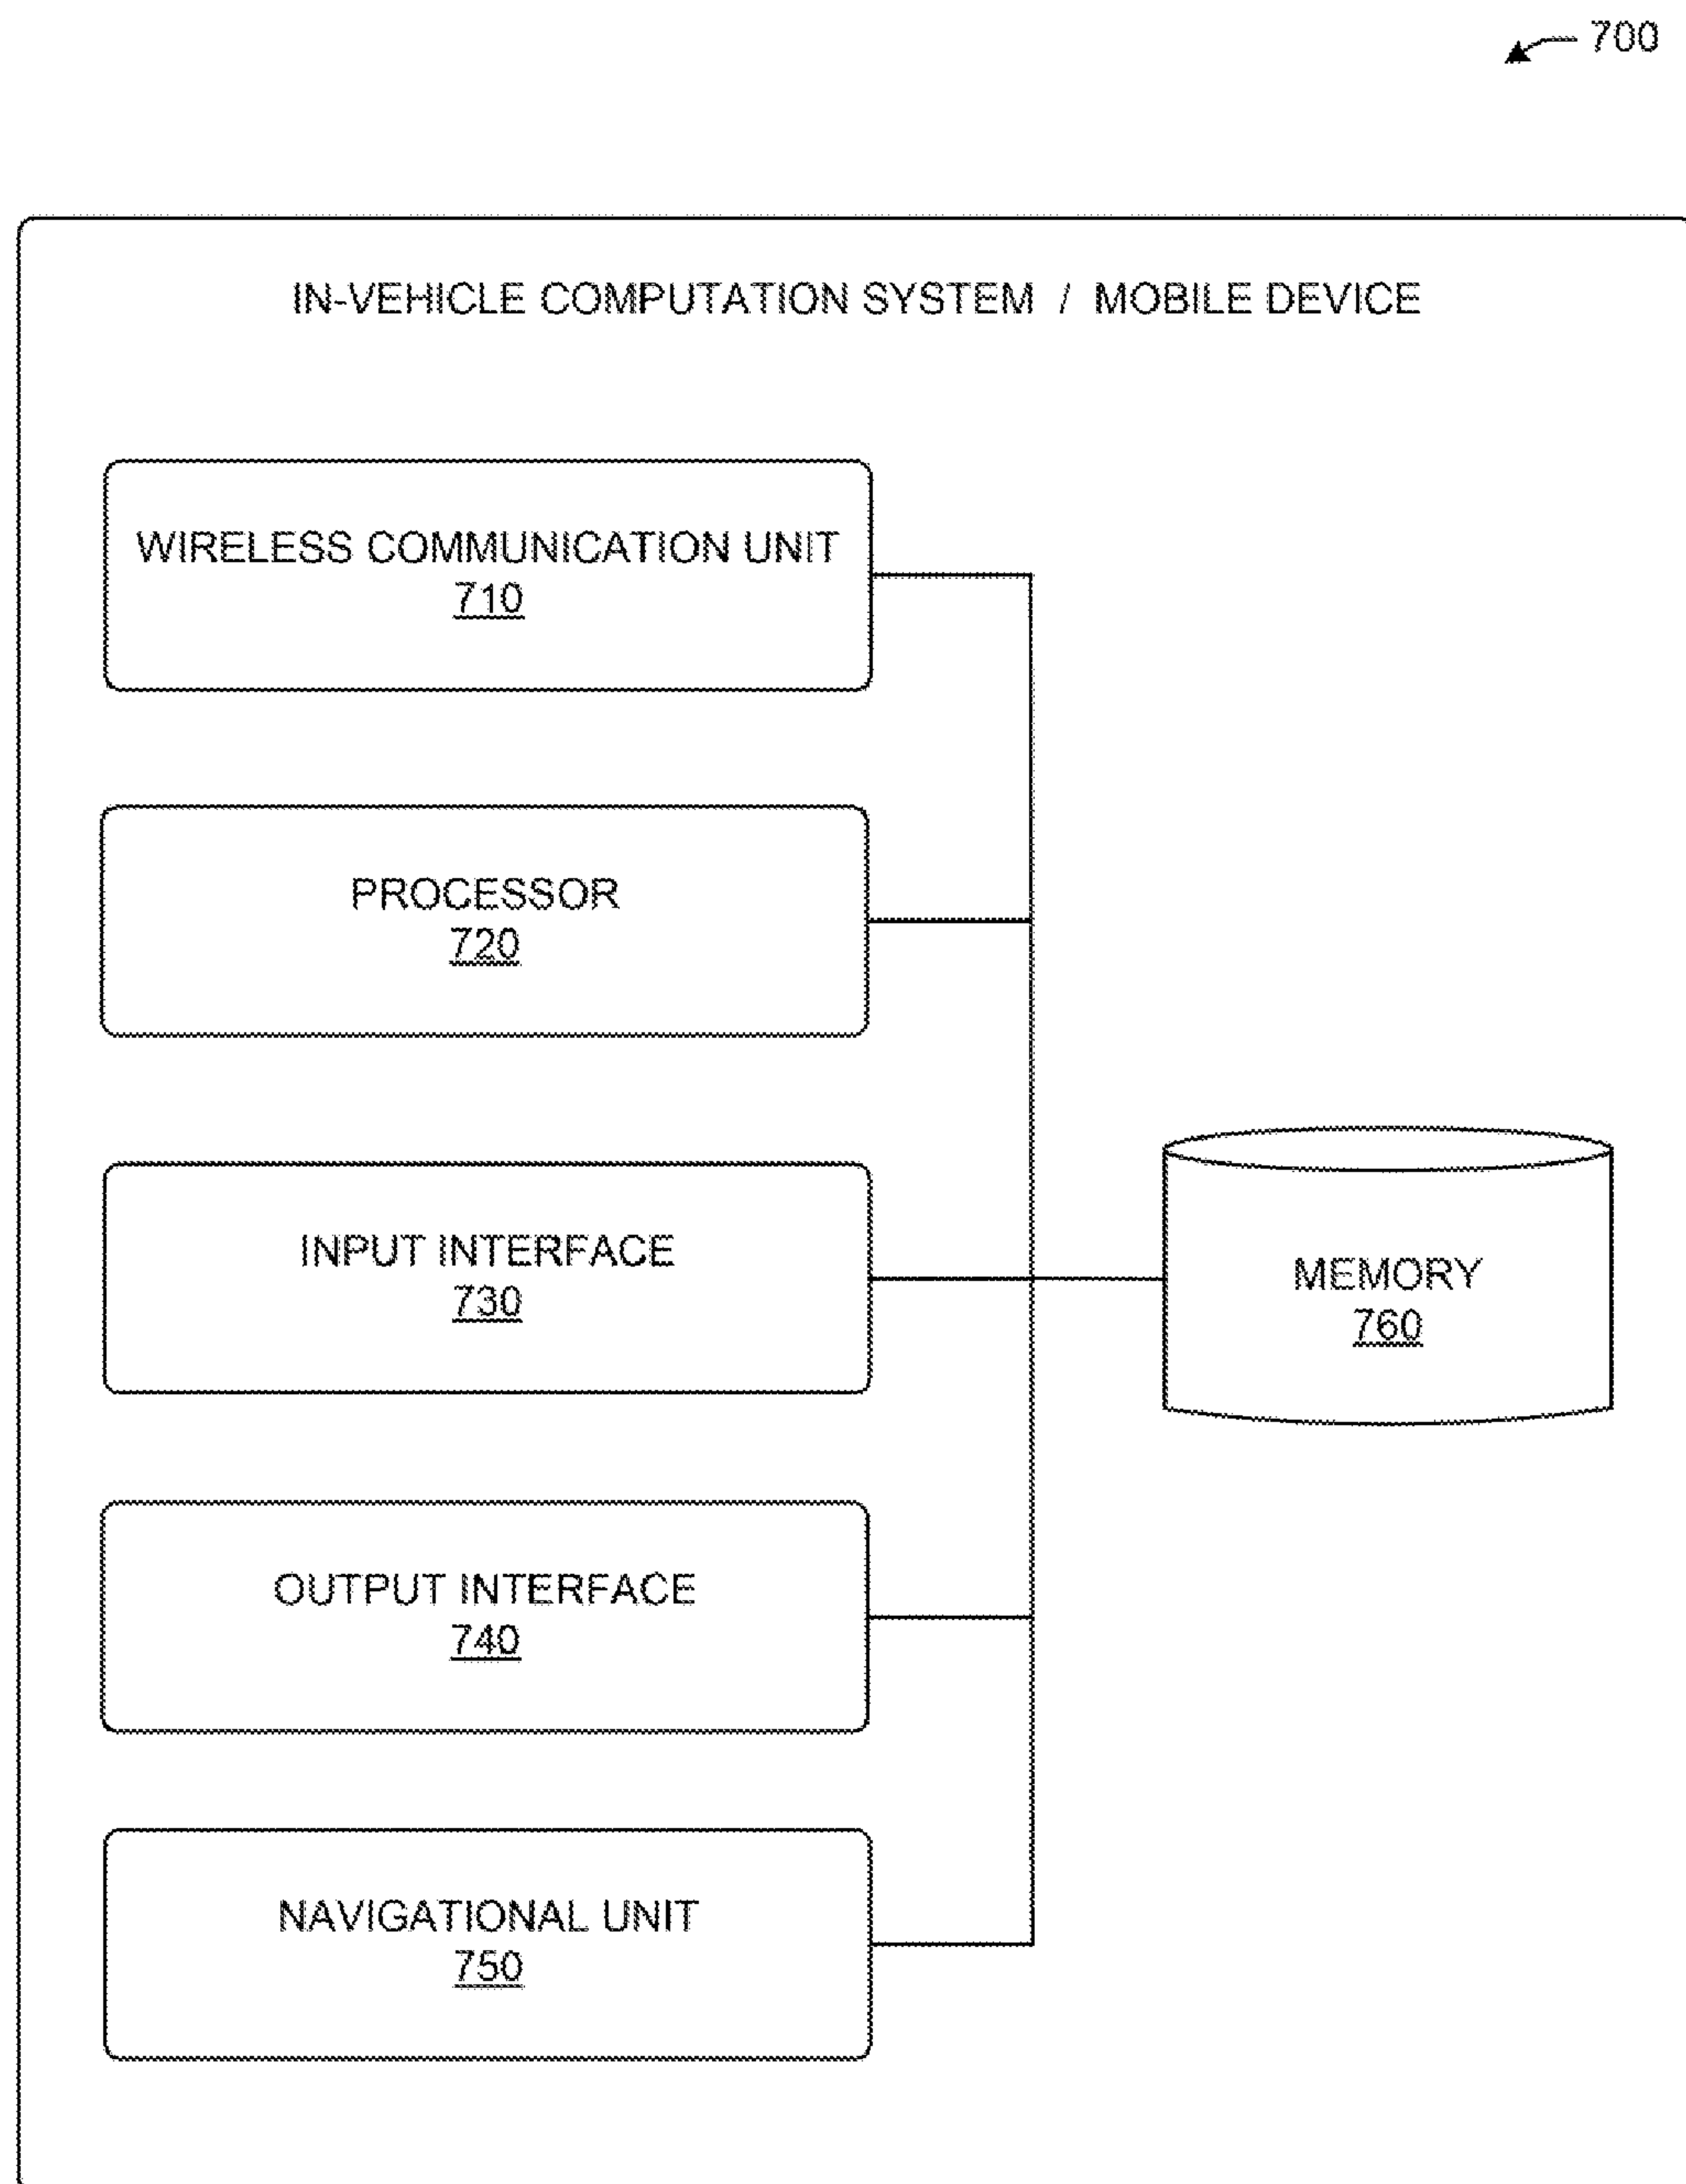 700
IN-VEHICLE COMPUTATION SYSTEM / MOBILE DEVICE
WIRELESS COMMUNICATION UNIT
710
PROCESSOR
720
INPUT INTERFACE
730
MEMORY
760
OUTPUT INTERFACE
740
NAVIGATIONAL UNIT
750